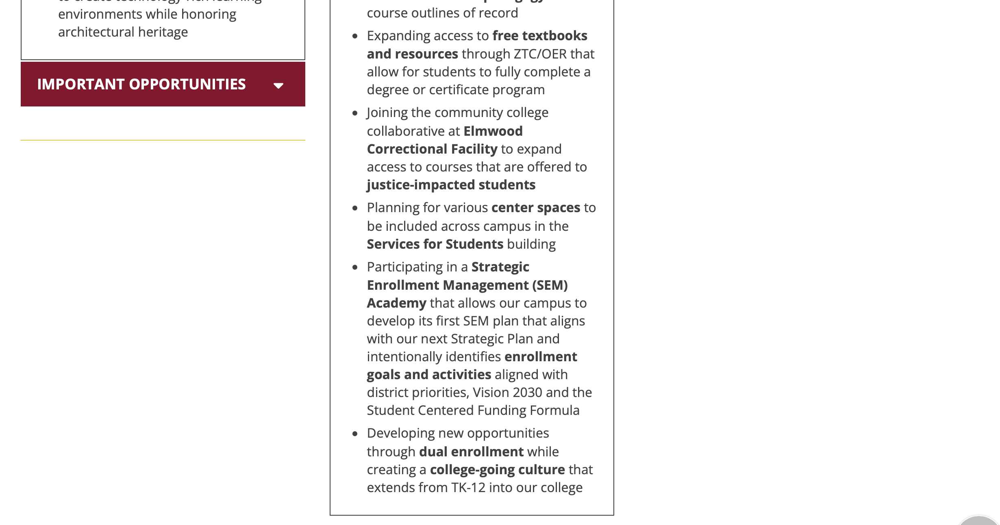 to create technology-rich learning
environments while honoring
architectural heritage
IMPORTANT OPPORTUNITIES
pedagogy
course outlines of record
Expanding access to free textbooks
and resources through ZTC/OER that
allow for students to fully complete a
degree or certificate program
Joining the community college
collaborative at Elmwood
Correctional Facility to expand
access to courses that are offered to
justice-impacted students
Planning for various center spaces to
be included across campus in the
Services for Students building
Participating in a Strategic
Enrollment Management (SEM)
Academy that allows our campus to
develop its first SEM plan that aligns
with our next Strategic Plan and
intentionally identifies enrollment
goals and activities aligned with
district priorities, Vision 2030 and the
Student Centered Funding Formula
Developing new opportunities
through dual enrollment while
creating a college-going culture that
extends from TK-12 into our college